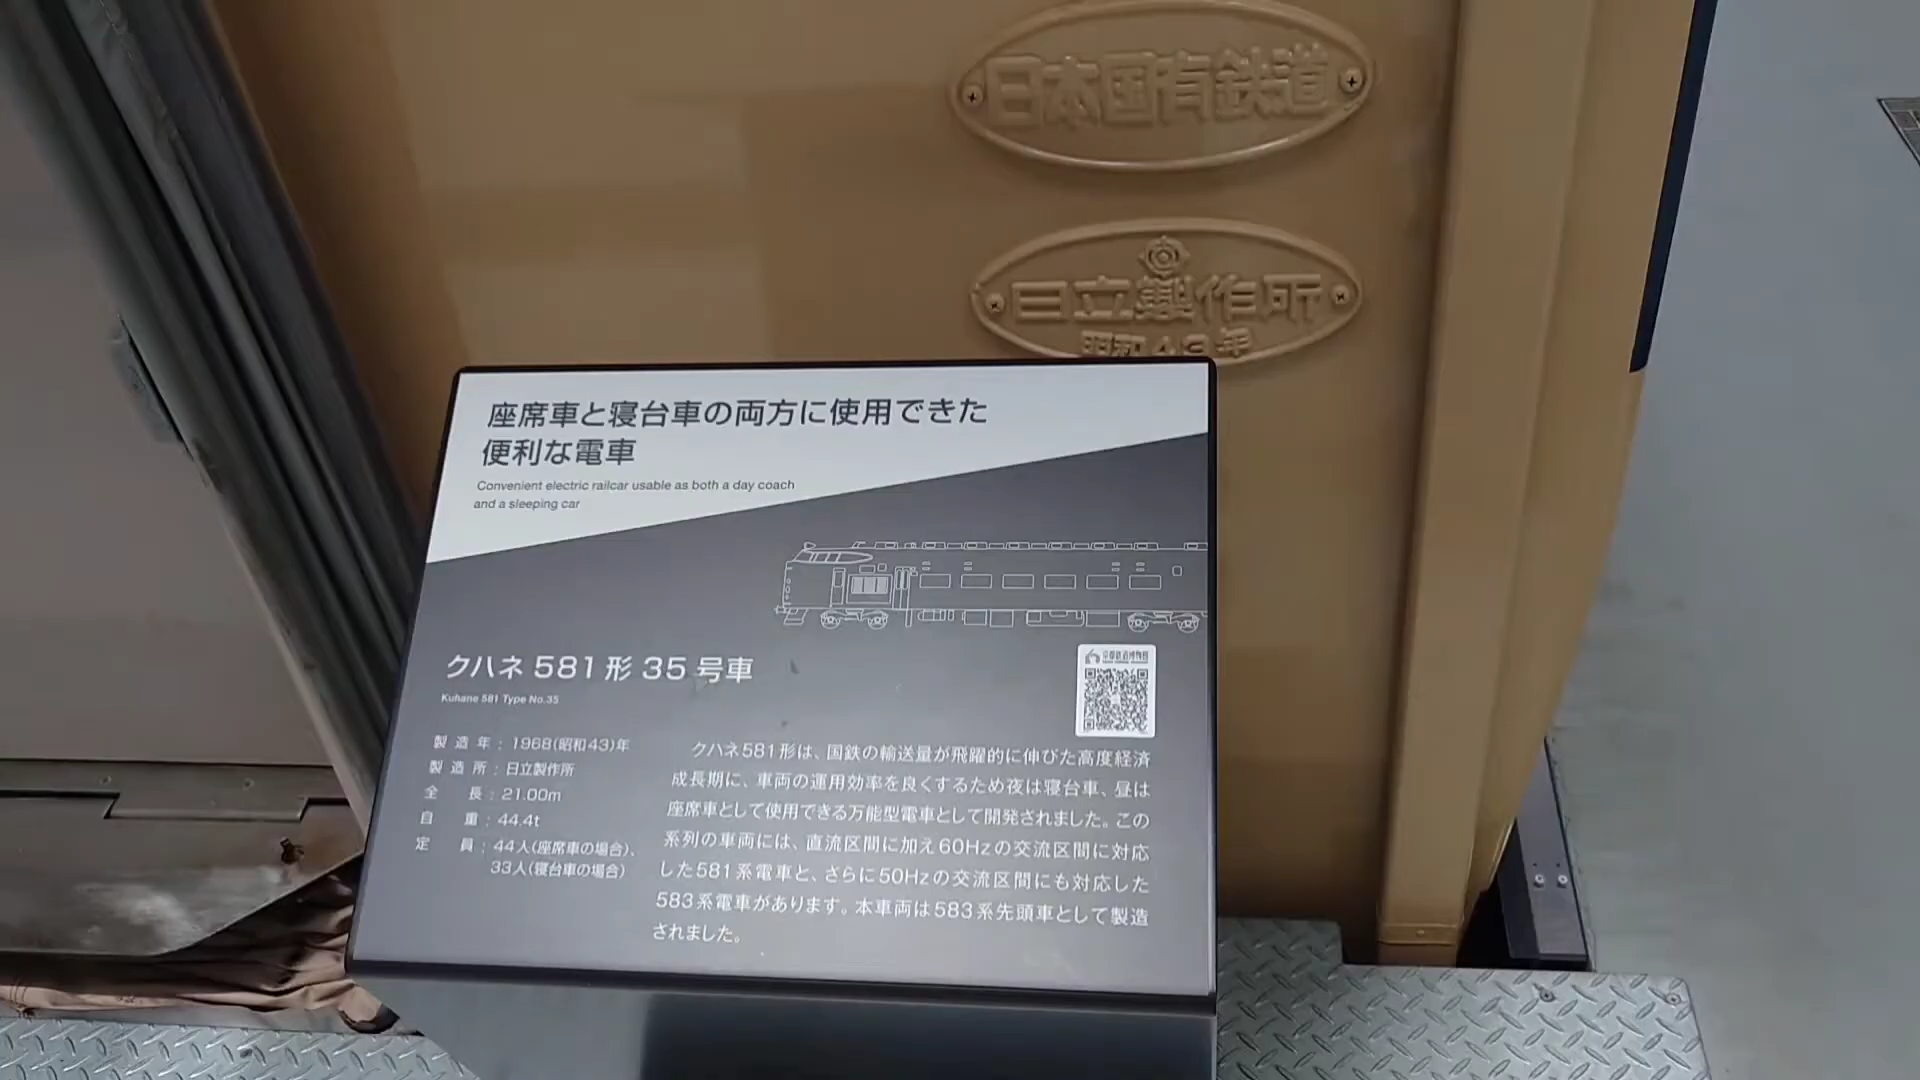 日本国有鉄道
日立製作所
昭和43年
座席車と寝台車の両方に使用できた
便利な電車
Convenient electric railcar usable as both a day coach
and a sleeping car
クハネ 581 形 35 号車
Kuhane 581 Type No.35
京都鉄道博物館
製造年：1968(昭和43)年
製造所：日立製作所
全長：21.00m
自重：44.4t
定員：44人(座席車の場合)、
33人(寝台車の場合)
クハネ581形は、国鉄の輸送量が飛躍的に伸びた高度経済
成長期に、車両の運用効率を良くするため夜は寝台車、昼は
座席車として使用できる万能型電車として開発されました。この
系列の車両には、直流区間に加え60Hzの交流区間に対応
した581系電車と、さらに50Hzの交流区間にも対応した
583系電車があります。本車両は583系先頭車として製造
されました。